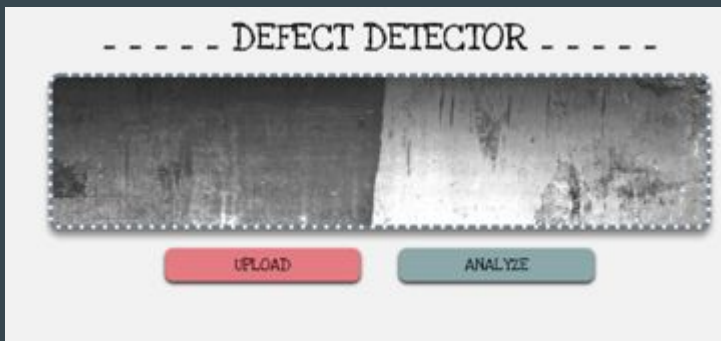 _ _ _ _ _ DEFECT DETECTOR _ _ _ _ _
UPLOAD
ANALYZE